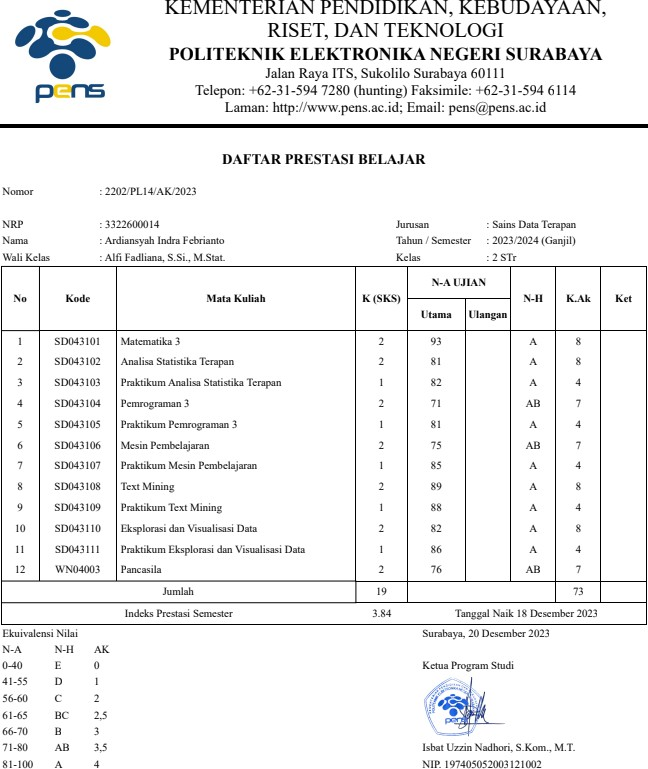 KEMENTERIAN PENDIDIKAN, KEBUDAYAAN,
RISET, DAN TEKNOLOGI
POLITEKNIK ELEKTRONIKA NEGERI SURABAYA
Jalan Raya ITS, Sukolilo Surabaya 60111
Telepon: +62-31-594 7280 (hunting) Faksimile: +62-31-594 6114
Laman: http://www.pens.ac.id; Email: pens@pens.ac.id
pens
DAFTAR PRESTASI BELAJAR
Nomor : 2202/PL14/AK/2023
NRP : 3322600014 Jurusan : Sains Data Terapan
Nama : Ardiansyah Indra Febrianto Tahun / Semester : 2023/2024 (Ganjil)
Wali Kelas : Alfi Fadliana, S.Si., M.Stat. Kelas : 2 STr
No Kode Mata Kuliah K (SKS) N-A UJIAN N-H K.Ak Ket
Utama Ulangan
1 SD043101 Matematika 3 2 93 A 8
2 SD043102 Analisa Statistika Terapan 2 81 A 8
3 SD043103 Praktikum Analisa Statistika Terapan 1 82 A 4
4 SD043104 Pemrograman 3 2 71 AB 7
5 SD043105 Praktikum Pemrograman 3 1 81 A 4
6 SD043106 Mesin Pembelajaran 2 75 AB 7
7 SD043107 Praktikum Mesin Pembelajaran 1 85 A 4
8 SD043108 Text Mining 2 89 A 8
9 SD043109 Praktikum Text Mining 1 88 A 4
10 SD043110 Eksplorasi dan Visualisasi Data 2 82 A 8
11 SD043111 Praktikum Eksplorasi dan Visualisasi Data 1 86 A 4
12 WN04003 Pancasila 2 76 AB 7
Jumlah 19 73
Indeks Prestasi Semester 3.84 Tanggal Naik 18 Desember 2023
Ekuivalensi Nilai Surabaya, 20 Desember 2023
N-A N-H AK
0-40 E 0 Ketua Program Studi
41-55 D 1
56-60 C 2
61-65 BC 2,5
66-70 B 3
pens
71-80 AB 3,5 Isbat Uzzin Nadhori, S.Kom., M.T.
81-100 A 4 NIP. 197405052003121002